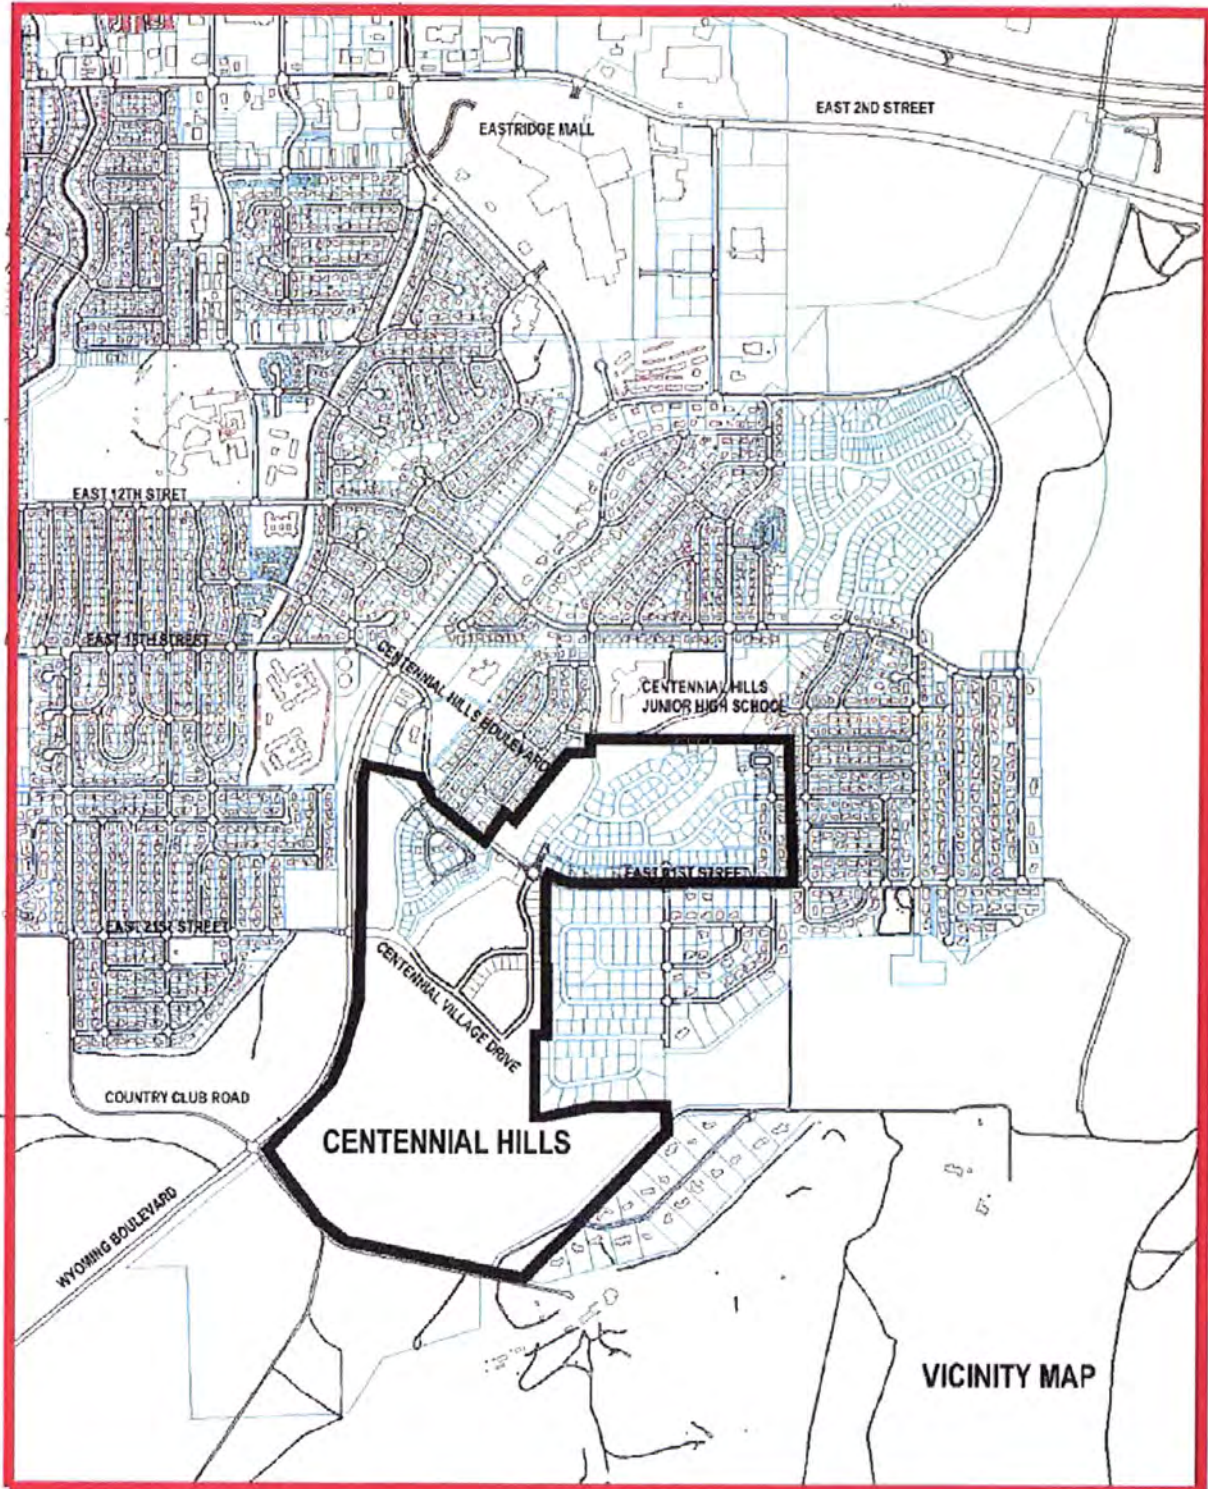 EAST 2ND STREET
EASTRIDGE MALL
EAST 12TH STRET
EAST 15TH STREET
CENTENNIAL HILLS BOULEVARD
CENTENNIAL HILLS
JUNIOR HIGH SCHOOL
EAST 21ST STREET
EAST 21ST STREET
CENTENNIAL VILLAGE DRIVE
COUNTRY CLUB ROAD
CENTENNIAL HILLS
WYOMING BOULEVARD
VICINITY MAP